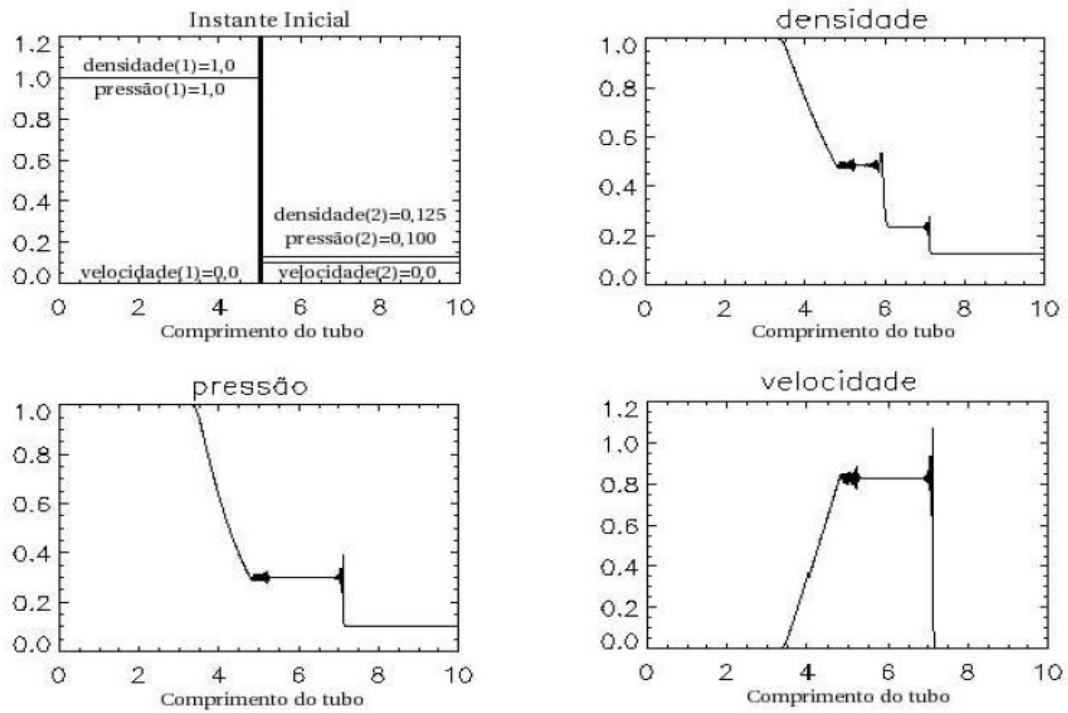 Instante Inicial
1.2
1.0
0.8
0.6
0.4
0.2
0.0
densidade(1)=1,0
pressão(1)=1,0
densidade(2)=0,125
pressão(2)=0,100
velocidade(1)=0,0
velocidade(2)=0,0
0 2 4 6 8 10
Comprimento do tubo
densidade
1.0
0.8
0.6
0.4
0.2
0.0
0 2 4 6 8 10
Comprimento do tubo
pressão
1.0
0.8
0.6
0.4
0.2
0.0
0 2 4 6 8 10
Comprimento do tubo
velocidade
1.2
1.0
0.8
0.6
0.4
0.2
0.0
0 2 4 6 8 10
Comprimento do tubo